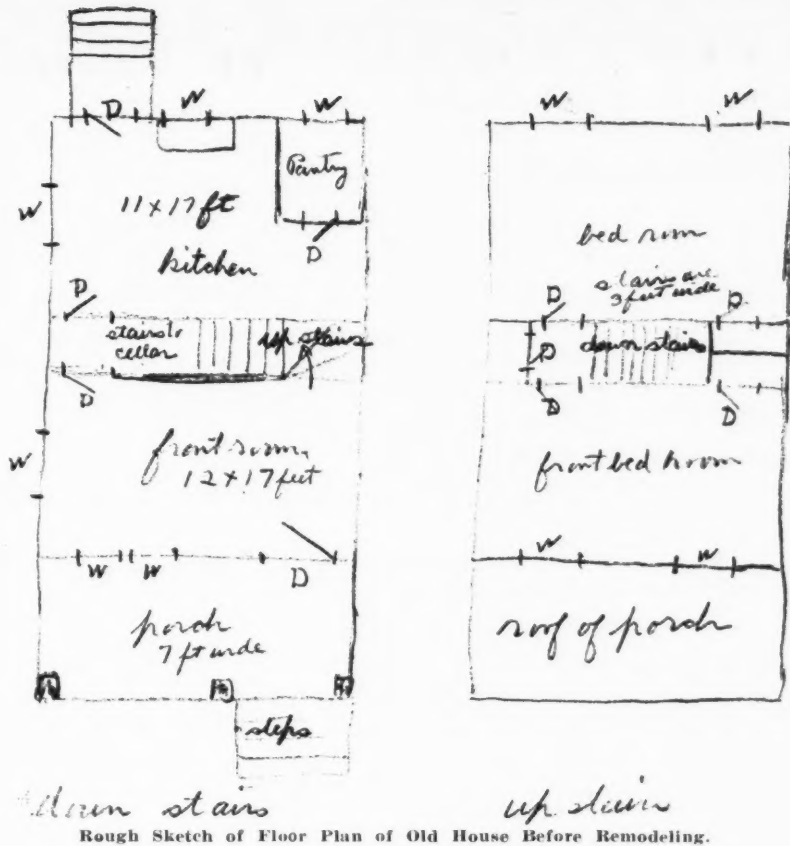 D
W
W
Pantry
W
11 x 17 ft
D
kitchen
D
stairs to
cellar
up stairs
D
front room
12 x 17 feet
W
W
W
D
porch
7 ft wide
steps
down stairs
W
W
bed room
stairs are
3 feet wide
D
D
D
down stairs
D
D
front bed room
W
W
roof of porch
up stairs
Rough Sketch of Floor Plan of Old House Before Remodeling.